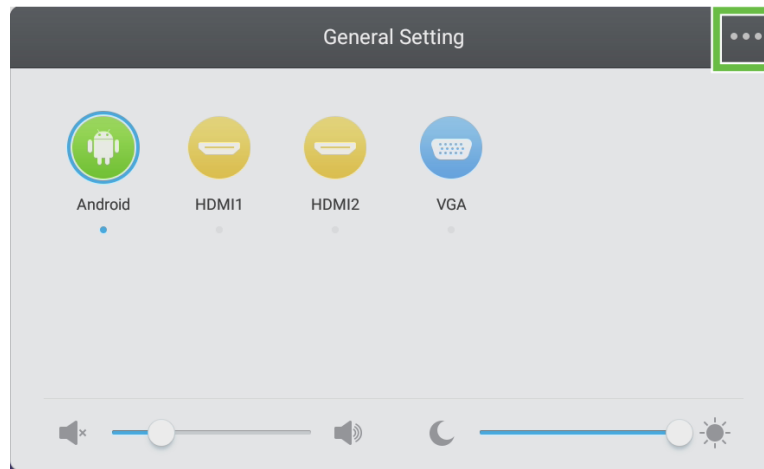 General Setting
Android
HDMI1
HDMI2
VGA